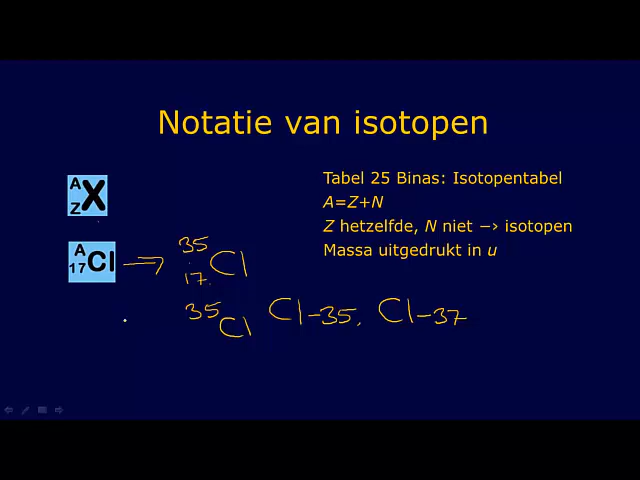 Notatie van isotopen
A
Z X
Tabel 25 Binas: Isotopentabel
A=Z+N
Z hetzelfde, N niet —› isotopen
Massa uitgedrukt in u
A
17 Cl → 35
17 Cl
35 Cl Cl-35, Cl-37